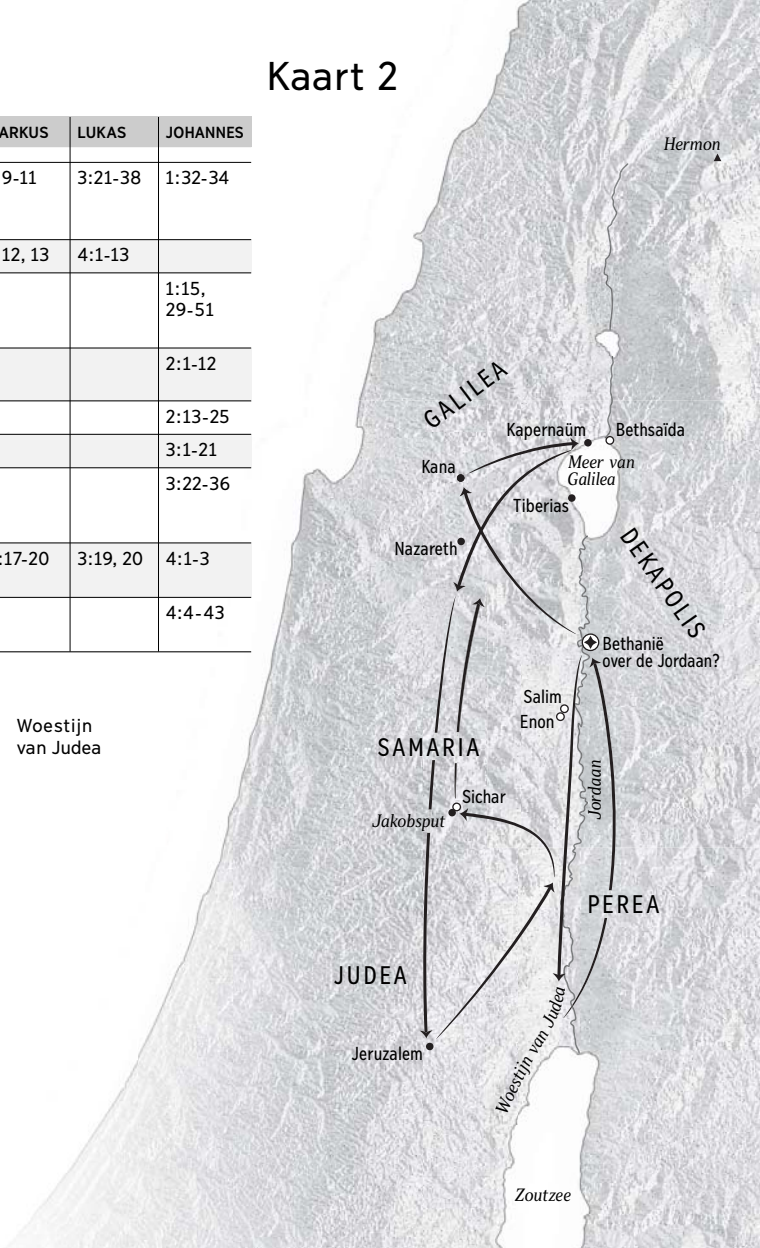 Kaart 2
ARKUS LUKAS JOHANNES
9-11 3:21-38 1:32-34
12, 13 4:1-13
1:15,
29-51
2:1-12
2:13-25
3:1-21
3:22-36
:17-20 3:19, 20 4:1-3
4:4-43
Woestijn
van Judea
Hermon
GALILEA
Kapernaüm
Bethsaïda
Kana
Meer van
Galilea
Tiberias
Nazareth
DEKAPOLIS
Bethanië
over de Jordaan?
Salim
Enon
SAMARIA
Jordaan
Sichar
Jakobsput
PEREA
JUDEA
Woestijn van Judea
Jeruzalem
Zoutzee